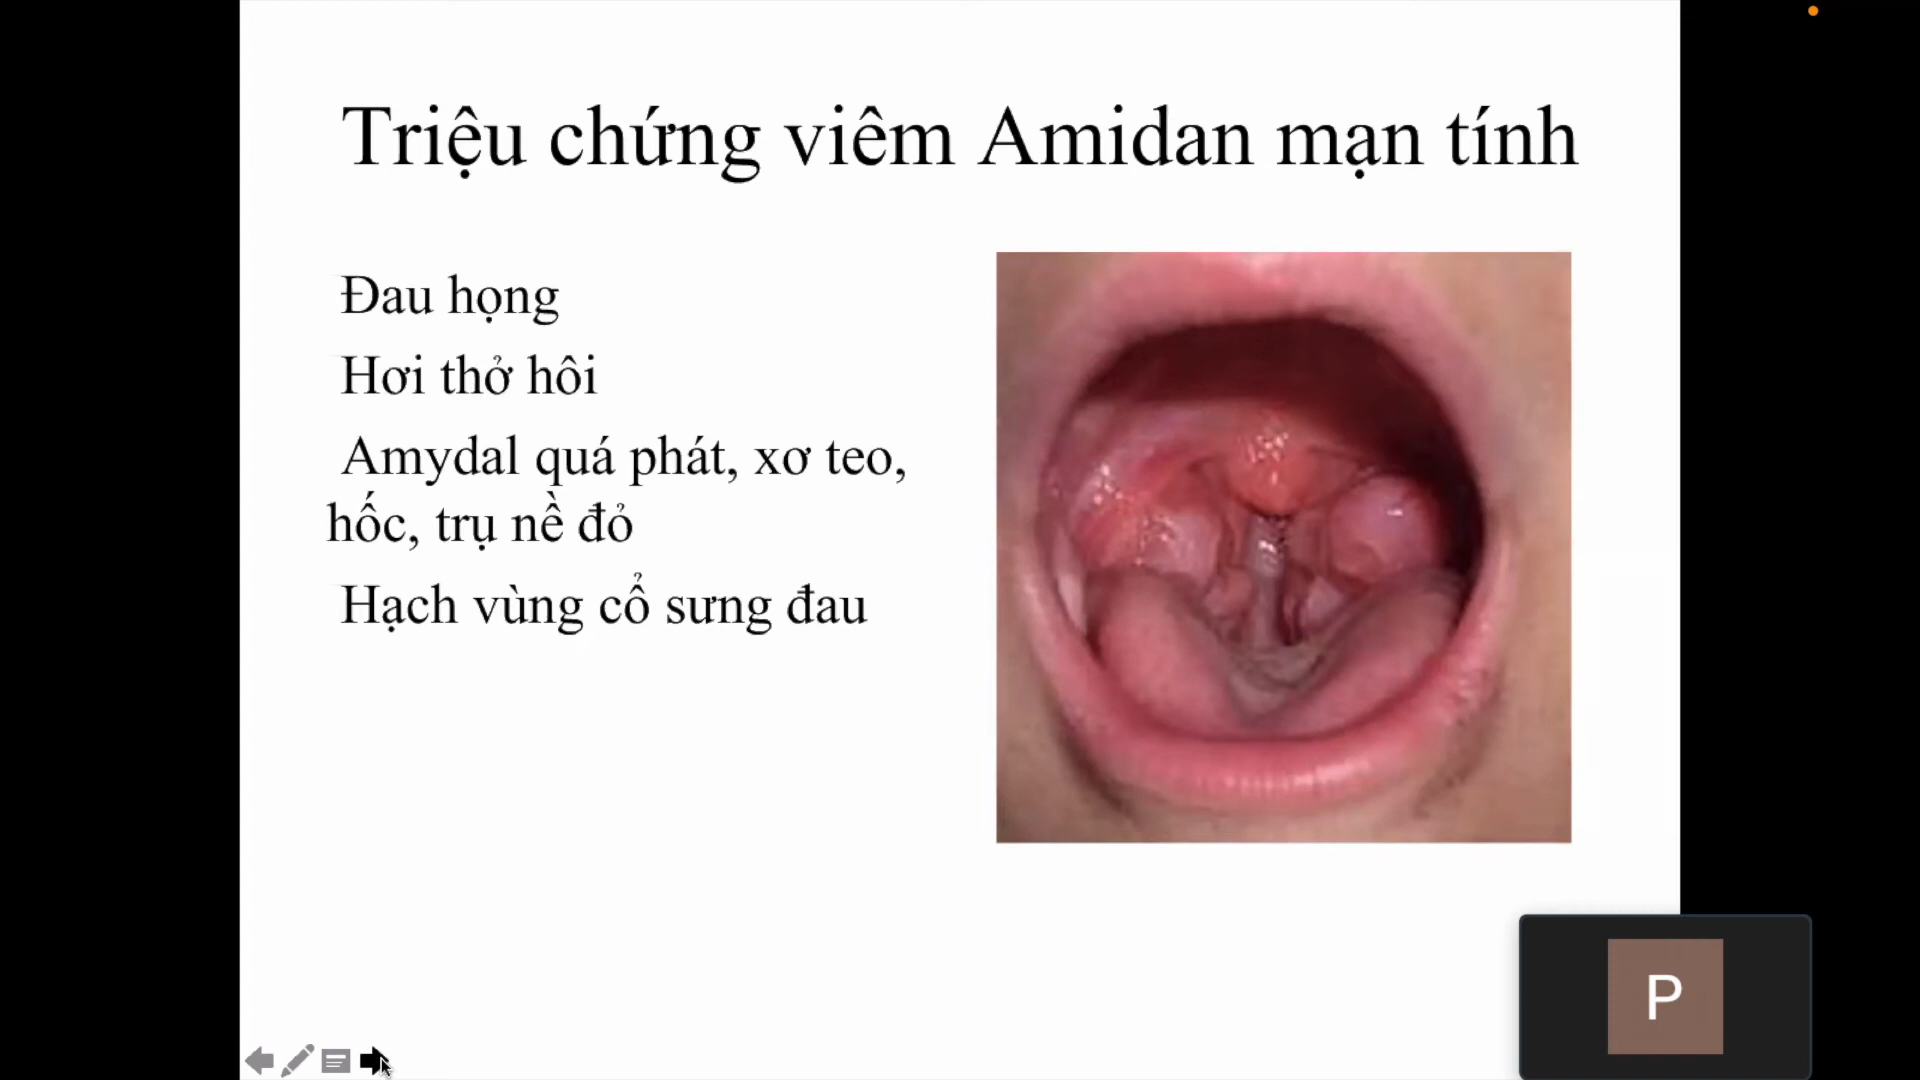 Triệu chứng viêm Amidan mạn tính
Đau họng
Hơi thở hôi
Amydal quá phát, xơ teo,
hốc, trụ nề đỏ
Hạch vùng cổ sưng đau
P